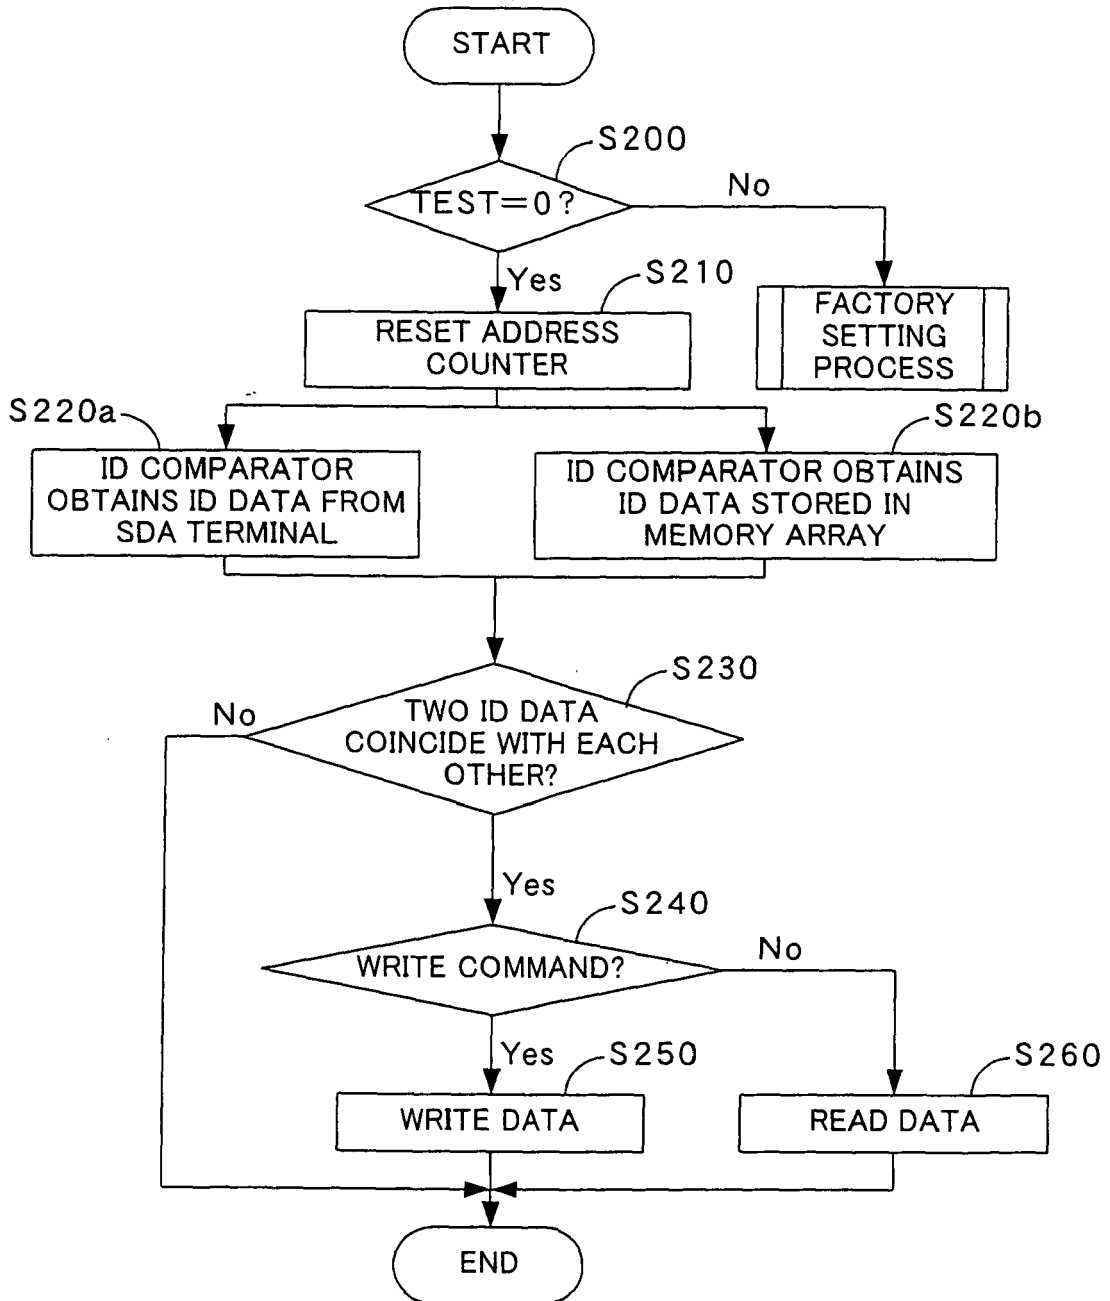 START
S200
TEST=0?
No
Yes
S210
RESET ADDRESS
COUNTER
FACTORY
SETTING
PROCESS
S220a
S220b
ID COMPARATOR
OBTAINS ID DATA FROM
SDA TERMINAL
ID COMPARATOR OBTAINS
ID DATA STORED IN
MEMORY ARRAY
S230
No
TWO ID DATA
COINCIDE WITH EACH
OTHER?
Yes
S240
WRITE COMMAND?
No
Yes
S250
S260
WRITE DATA
READ DATA
END